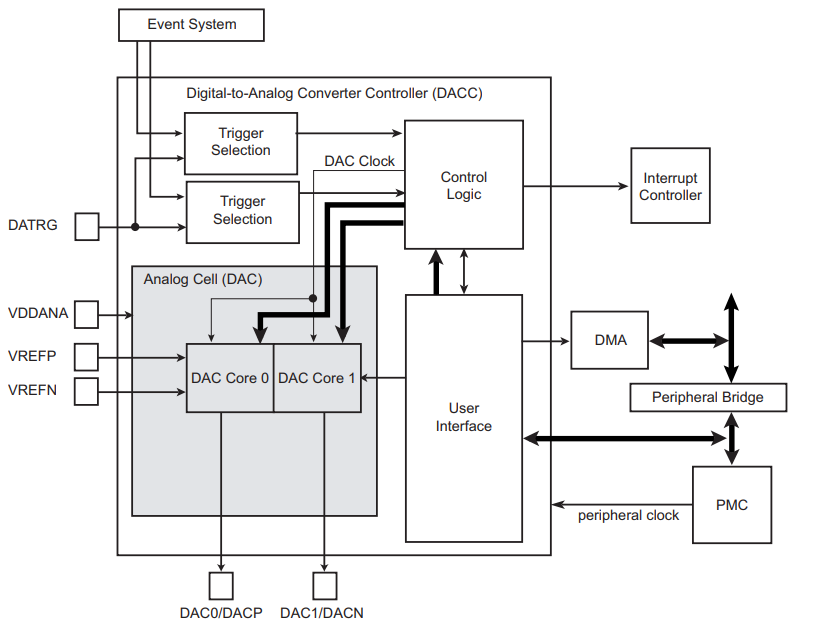 Event System
Digital-to-Analog Converter Controller (DACC)
Trigger
Selection
DAC Clock
Control
Logic
Interrupt
Controller
Trigger
Selection
DATRG
Analog Cell (DAC)
VDDANA
VREFP
VREFN
DAC Core 0
DAC Core 1
User
Interface
DMA
Peripheral Bridge
PMC
peripheral clock
DAC0/DACP
DAC1/DACN